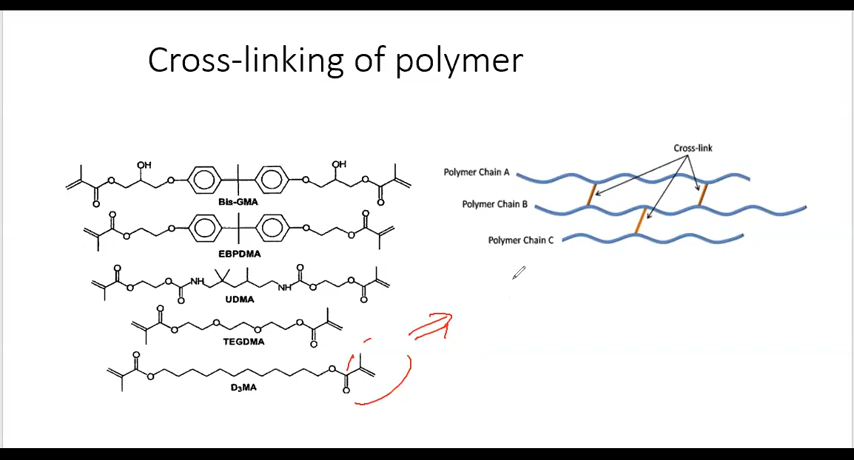 Cross-linking of polymer
OH
OH
O
O
O
O
O
O
Bis-GMA
O
O
O
O
O
O
EBPDMA
O
O
O
O
NH
NH
O
O
O
O
UDMA
O
O
O
O
O
O
TEGDMA
O
O
O
O
D3MA
Cross-link
Polymer Chain A
Polymer Chain B
Polymer Chain C